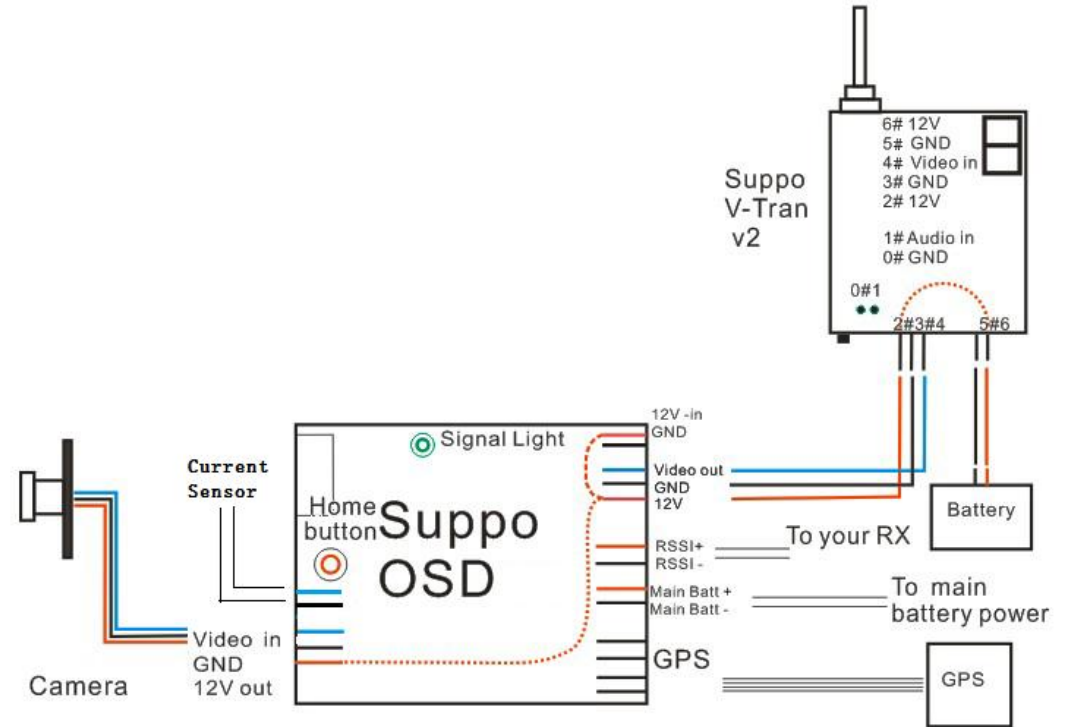 6# 12V
5# GND
4# Video in
3# GND
2# 12V
1# Audio in
0# GND
Suppo
V-Tran
v2
0#1
2#3#4
5#6
12V -in
GND
Signal Light
Video out
GND
12V
Current
Sensor
Home
button
Suppo
OSD
Battery
To your RX
RSSI+
RSSI -
Main Batt +
Main Batt -
To main
battery power
Video in
GND
12V out
GPS
GPS
Camera